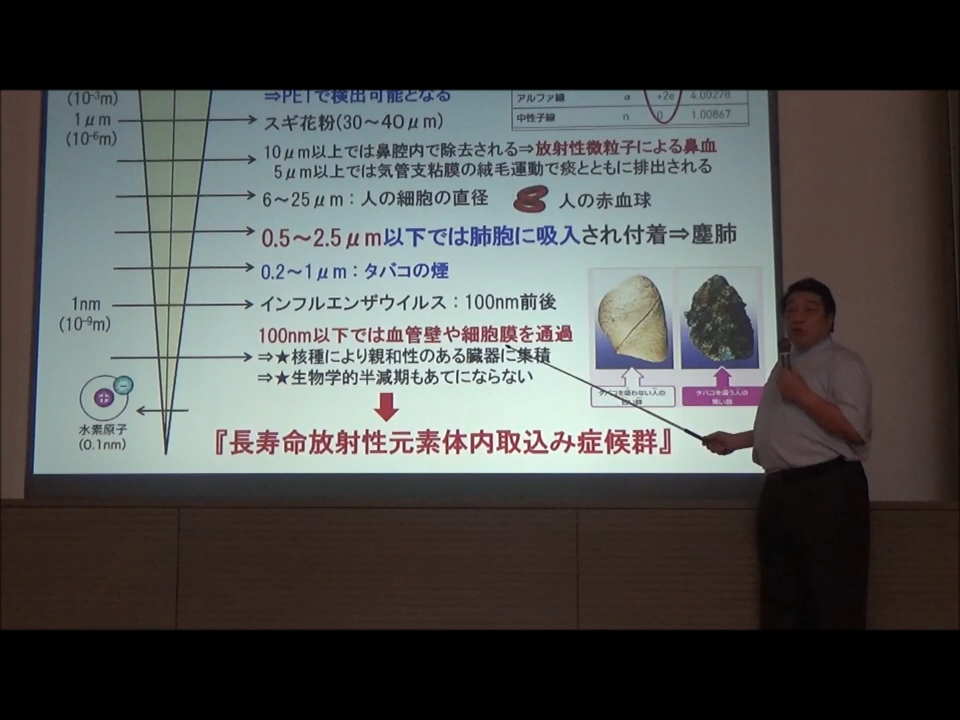 (10⁻³m)
⇒PETで検出可能となる
アルファ線 α +2e 4.00278
中性子線 n 0 1.00867
1μm
(10⁻⁶m)
スギ花粉(30～40μm)
10μm以上では鼻腔内で除去される⇒放射性微粒子による鼻血
5μm以上では気管支粘膜の絨毛運動で痰とともに排出される
6～25μm：人の細胞の直径
人の赤血球
0.5～2.5μm以下では肺胞に吸入され付着⇒塵肺
0.2～1μm：タバコの煙
1nm
(10⁻⁹m)
インフルエンザウイルス：100nm前後
100nm以下では血管壁や細胞膜を通過
⇒★核種により親和性のある臓器に集積
⇒★生物学的半減期もあてにならない
タバコを吸わない人の
タバコを吸う人の
黒い肺
水素原子
(0.1nm)
『長寿命放射性元素体内取込み症候群』